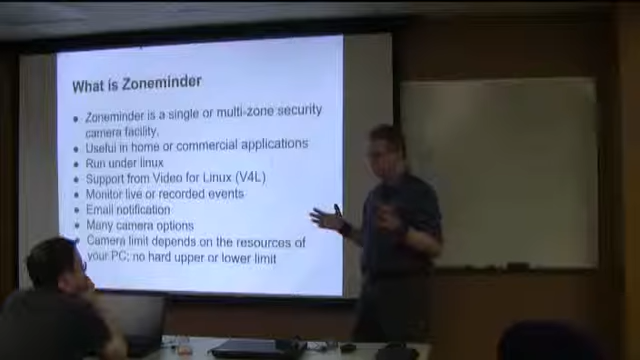 What is Zoneminder
● Zoneminder is a single or multi-zone security
camera facility.
● Useful in home or commercial applications
● Run under linux
● Support from Video for Linux (V4L)
● Monitor live or recorded events
● Email notification
● Many camera options
● Camera limit depends on the resources of
your PC; no hard upper or lower limit